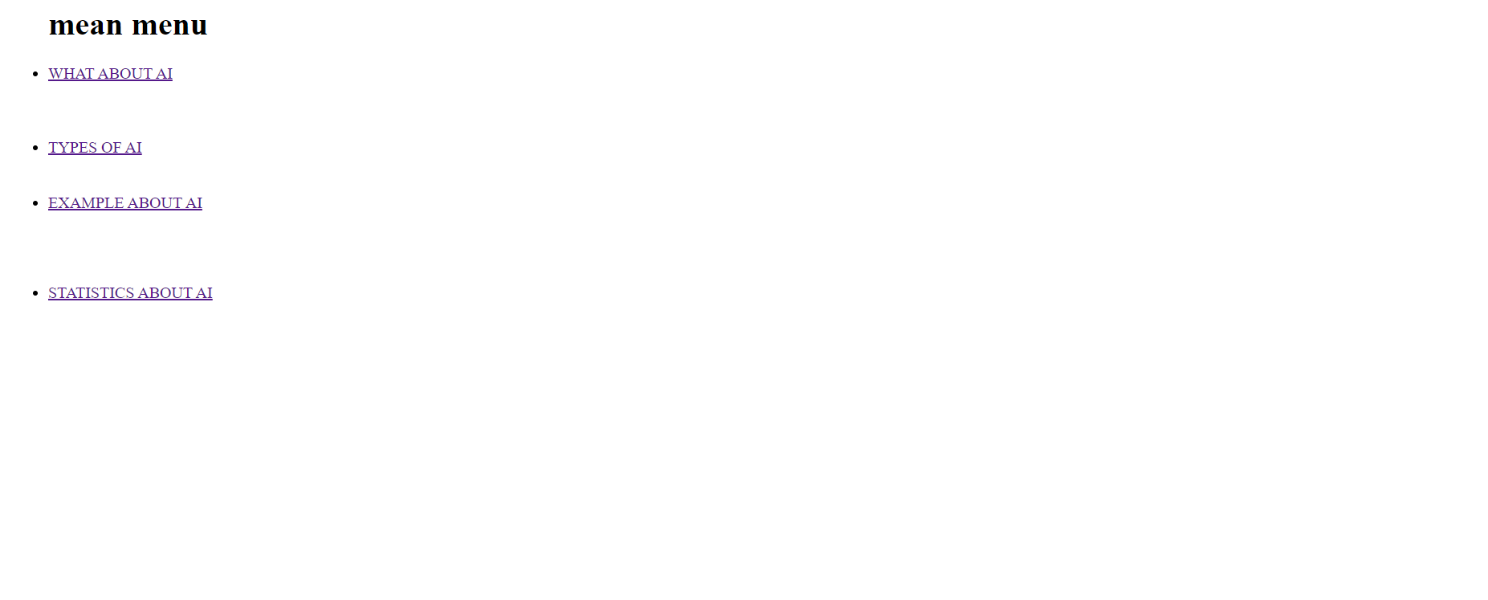 mean menu
WHAT ABOUT AI
TYPES OF AI
EXAMPLE ABOUT AI
STATISTICS ABOUT AI